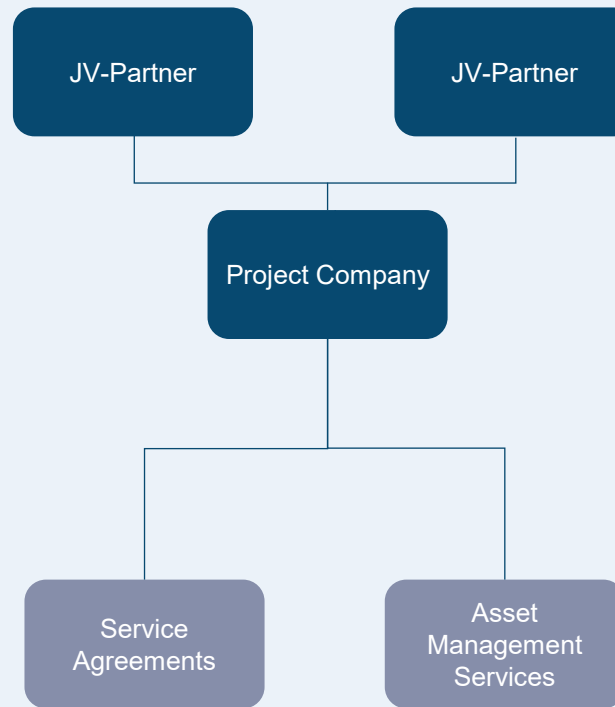 JV-Partner
JV-Partner
Project Company
Service
Agreements
Asset
Management
Services